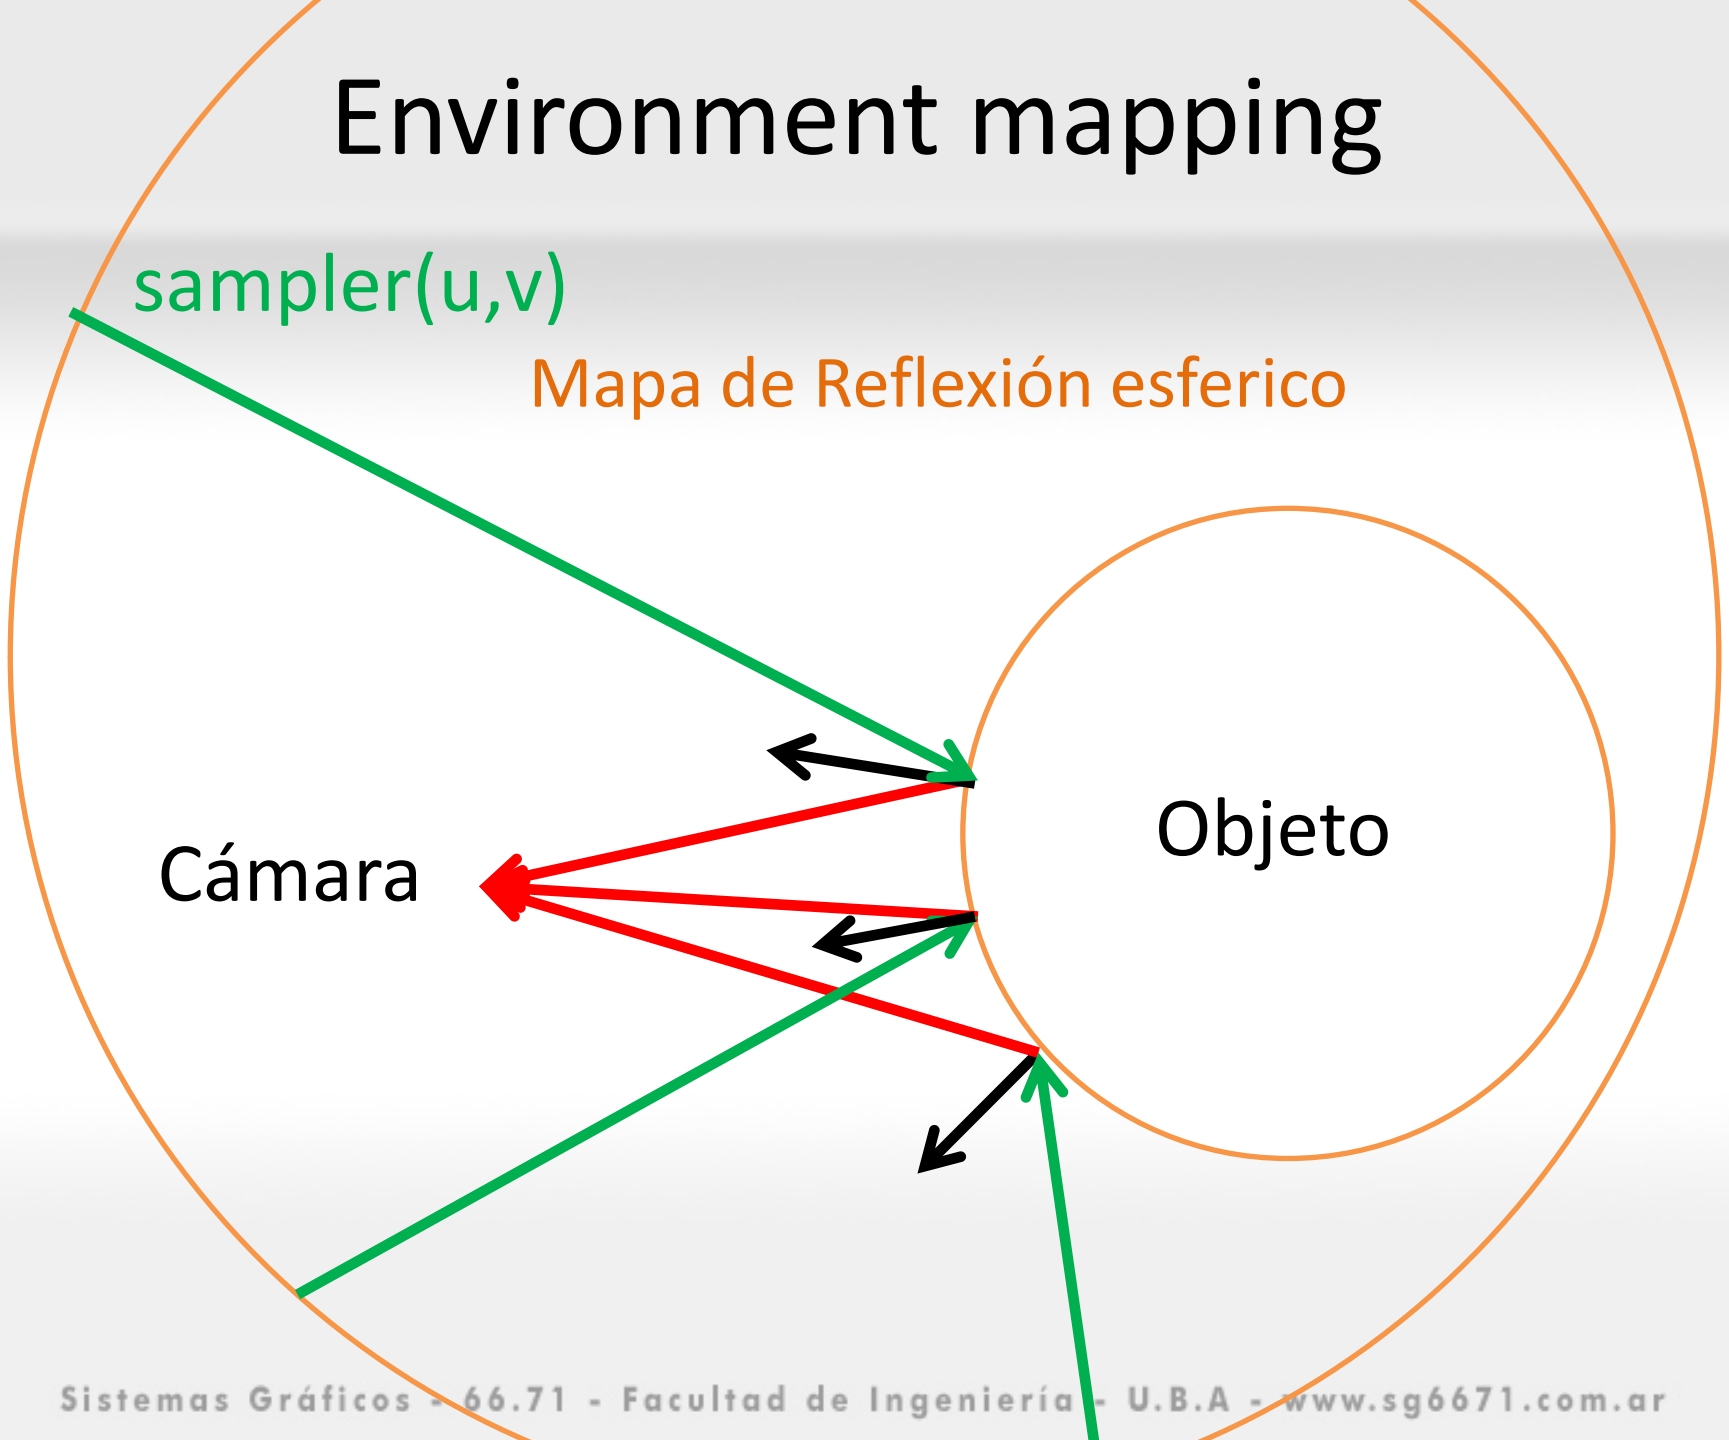 Environment mapping
sampler(u,v)
Mapa de Reflexión esferico
Objeto
Cámara
Sistemas Gráficos - 66.71 - Facultad de Ingeniería - U.B.A - www.sg6671.com.ar